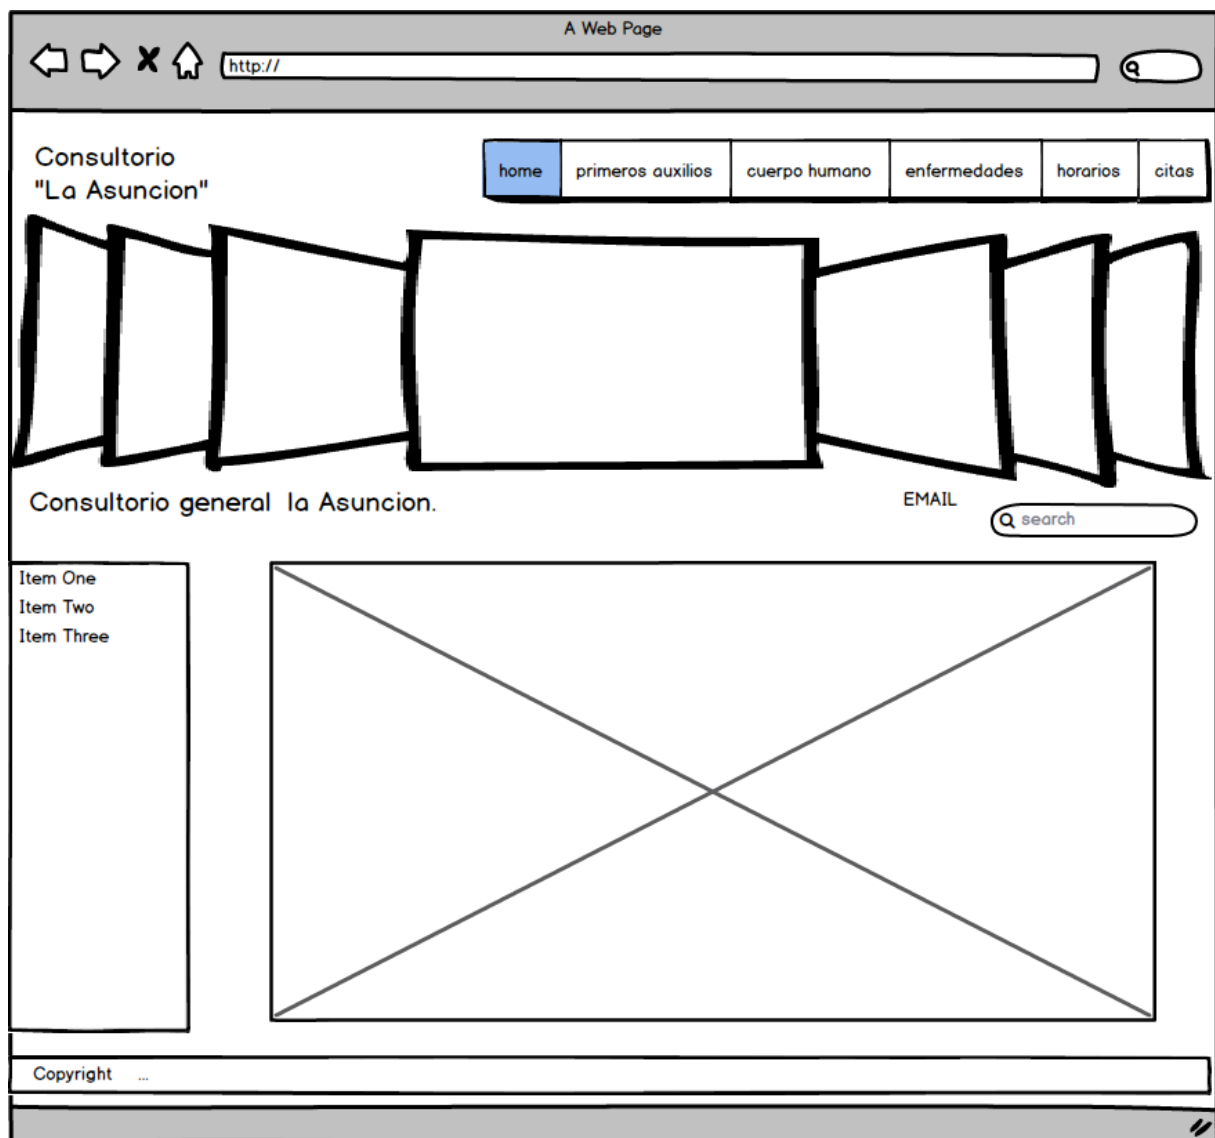 A Web Page
http://
Consultorio
"La Asuncion"
home primeros auxilios cuerpo humano enfermedades horarios citas
Consultorio general la Asuncion.
EMAIL
search
Item One
Item Two
Item Three
Copyright ...